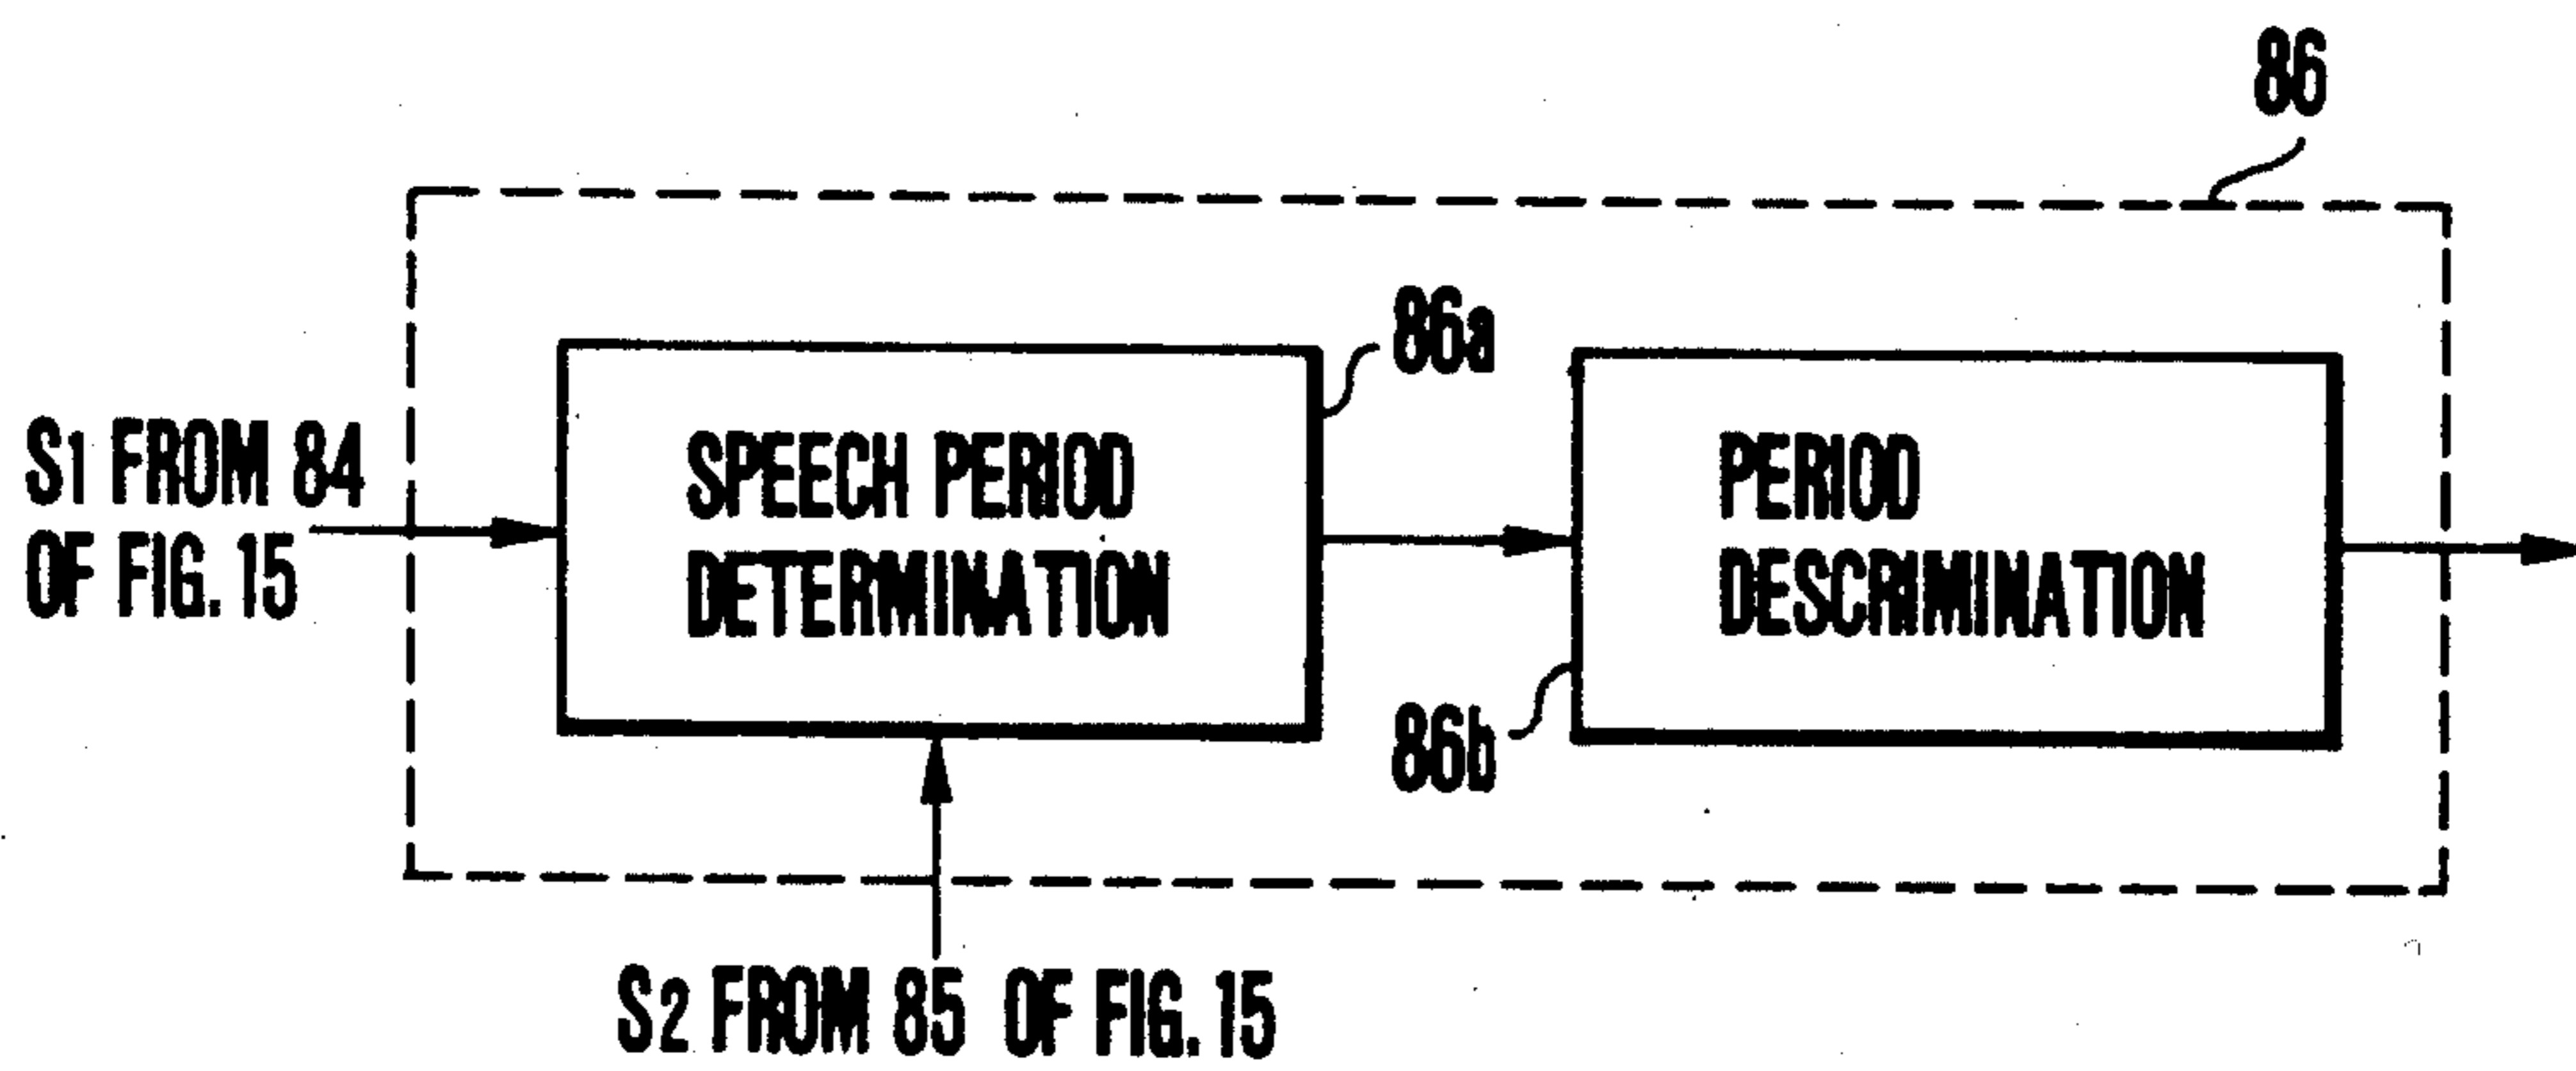 86
86a
S1 FROM 84
OF FIG. 15
SPEECH PERIOD
DETERMINATION
PERIOD
DESCRIMINATION
86b
S2 FROM 85 OF FIG. 15